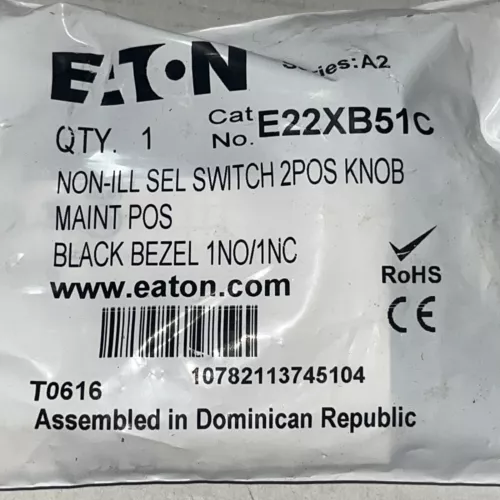 EATON
Series:A2
Cat No. E22XB51C
QTY. 1
NON-ILL SEL SWITCH 2POS KNOB
MAINT POS
BLACK BEZEL 1NO/1NC
www.eaton.com
RoHS
CE
10782113745104
T0616
Assembled in Dominican Republic